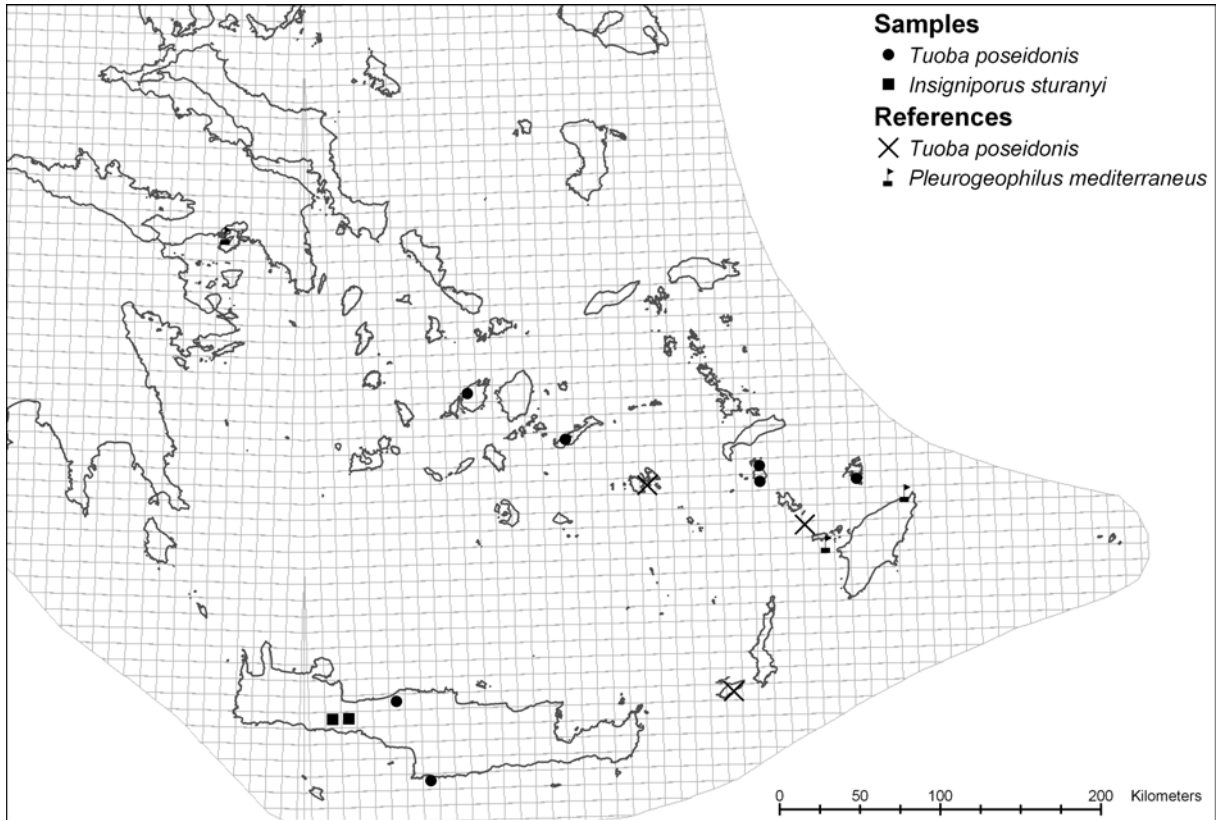 Samples
Tuoba poseidonis
Insigniporus sturanyi
References
Tuoba poseidonis
Pleurogeophilus mediterraneus
0 50 100 200 Kilometers